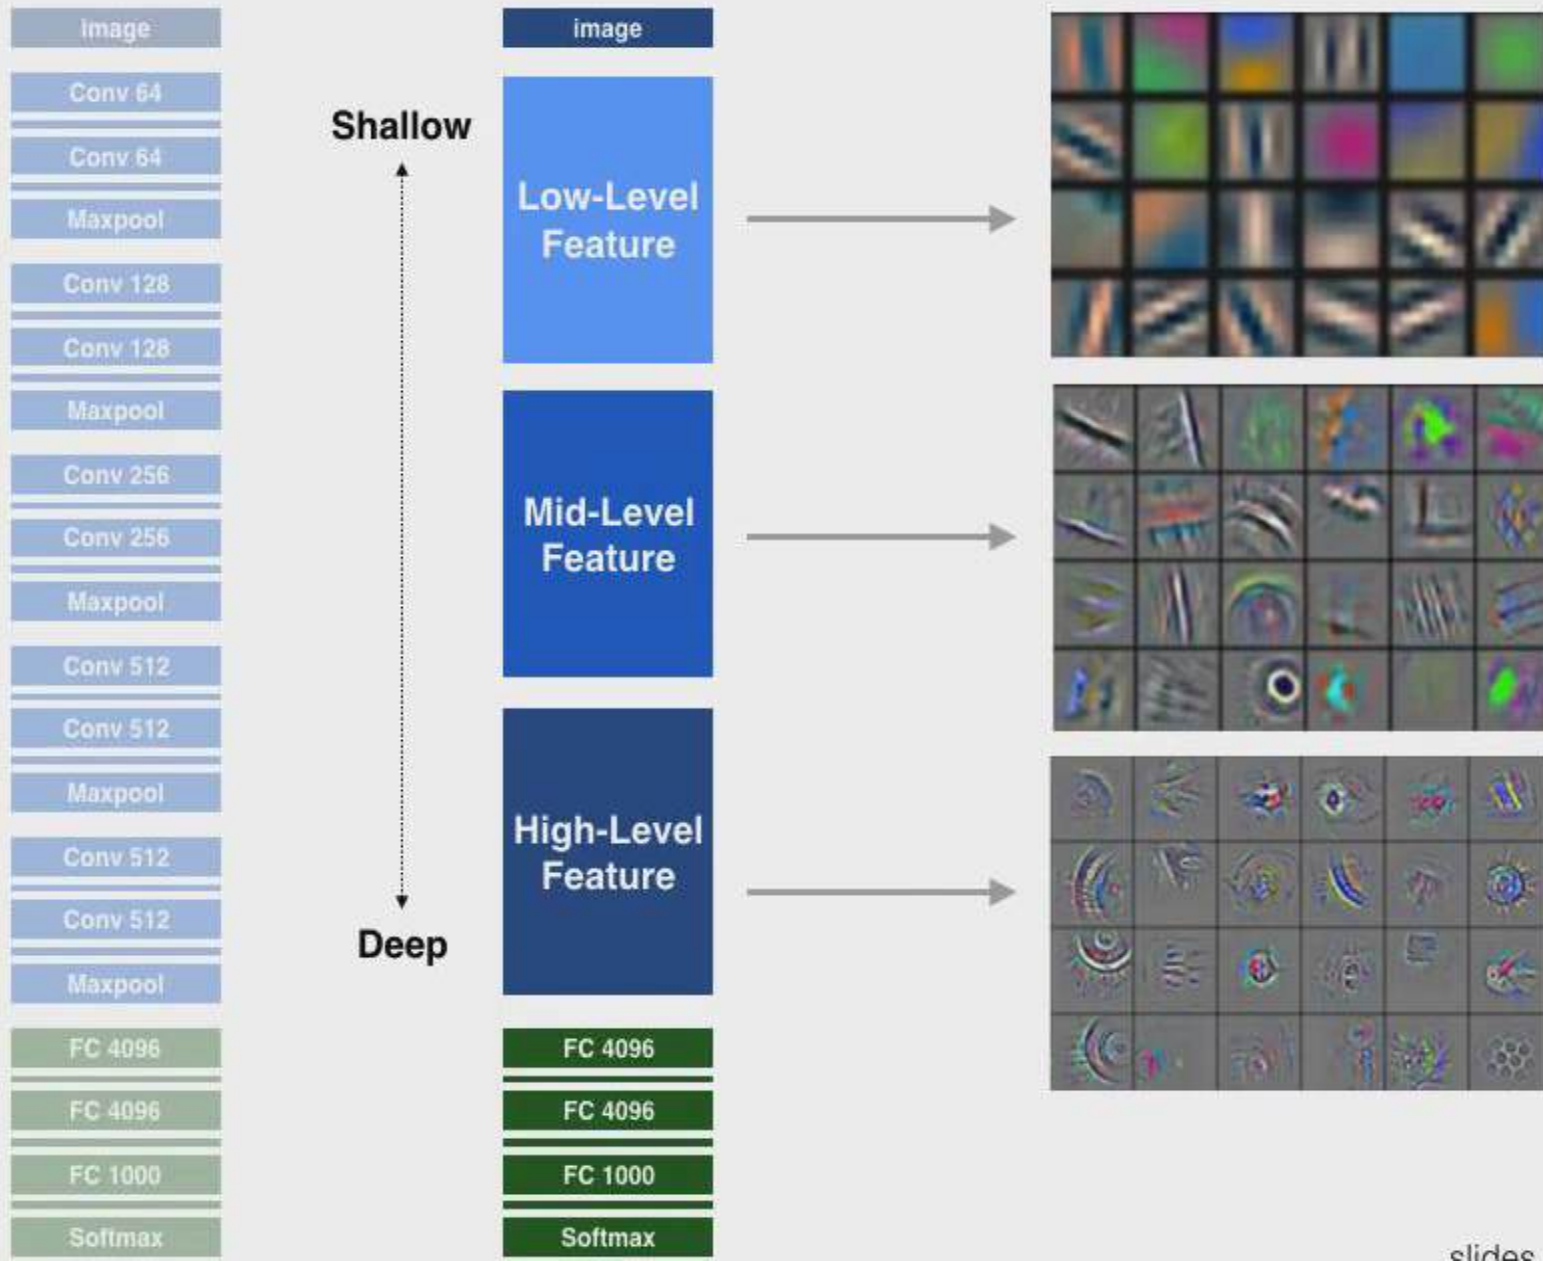 image
Conv 64
Conv 64
Maxpool
Conv 128
Conv 128
Maxpool
Conv 256
Conv 256
Maxpool
Conv 512
Conv 512
Maxpool
Conv 512
Conv 512
Maxpool
FC 4096
FC 4096
FC 1000
Softmax
Shallow
Deep
image
Low-Level
Feature
Mid-Level
Feature
High-Level
Feature
FC 4096
FC 4096
FC 1000
Softmax
slides